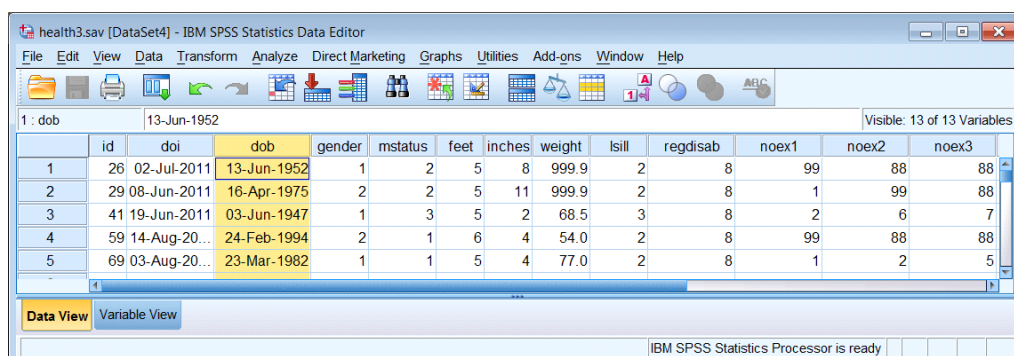 health3.sav [DataSet4] - IBM SPSS Statistics Data Editor
File Edit View Data Transform Analyze Direct Marketing Graphs Utilities Add-ons Window Help
1 : dob 13-Jun-1952 Visible: 13 of 13 Variables
id doi dob gender mstatus feet inches weight lsill regdisab noex1 noex2 noex3
1 26 02-Jul-2011 13-Jun-1952 1 2 5 8 999.9 2 8 99 88 88
2 29 08-Jun-2011 16-Apr-1975 2 2 5 11 999.9 2 8 1 99 88
3 41 19-Jun-2011 03-Jun-1947 1 3 5 2 68.5 3 8 2 6 7
4 59 14-Aug-20... 24-Feb-1994 2 1 6 4 54.0 2 8 99 88 88
5 69 03-Aug-20... 23-Mar-1982 1 1 5 4 77.0 2 8 1 2 5
Data View Variable View
IBM SPSS Statistics Processor is ready